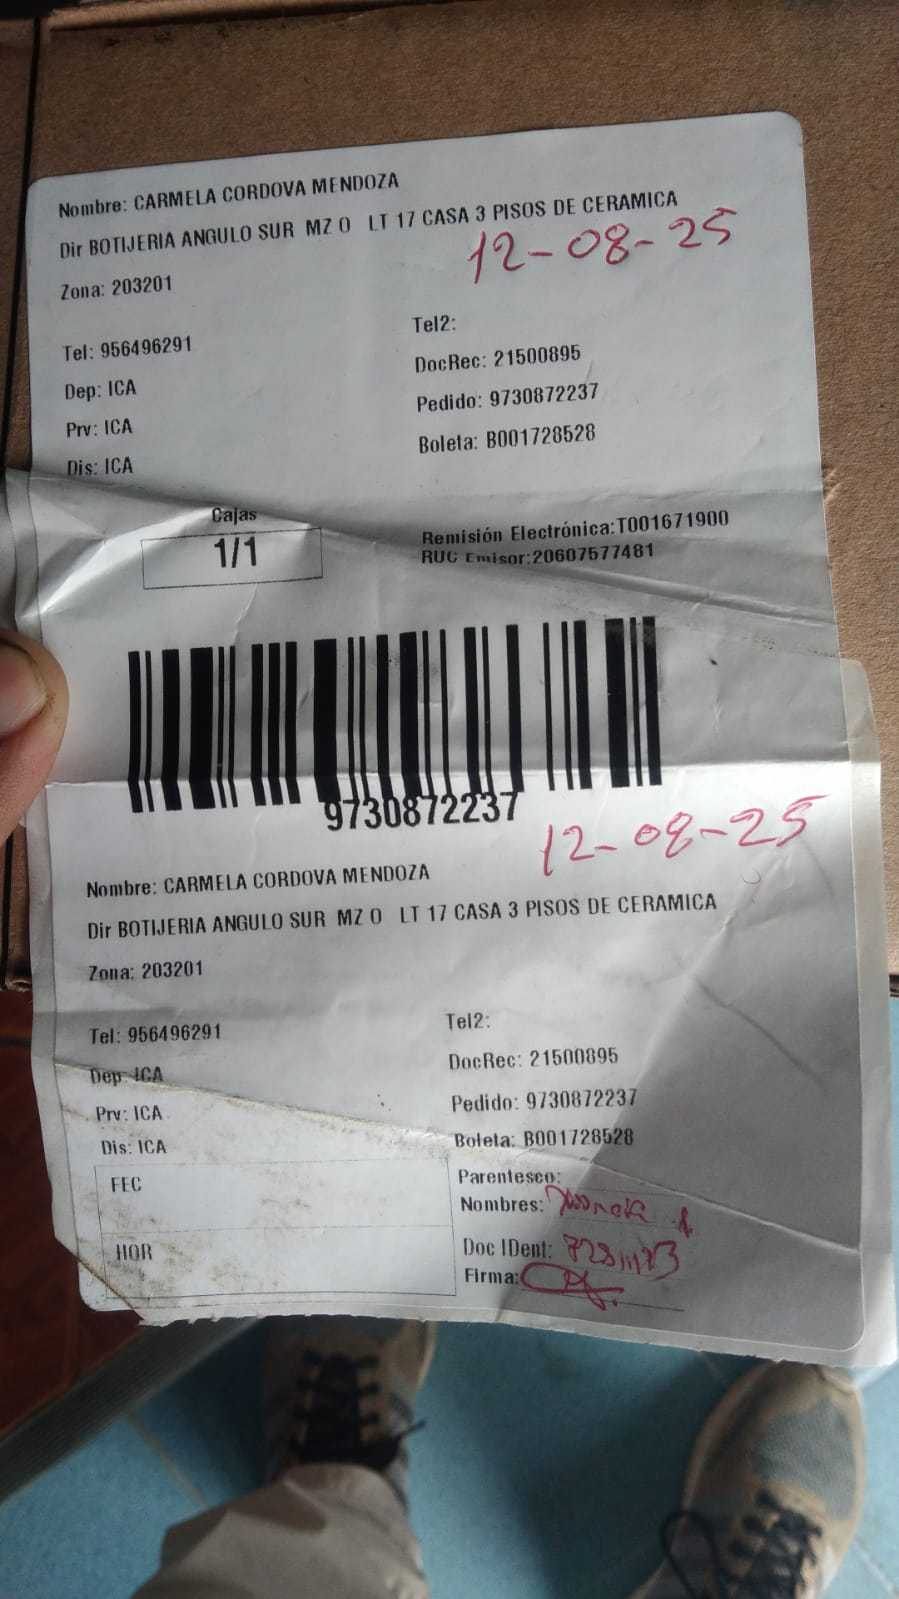 Nombre: CARMELA CORDOVA MENDOZA
Dir BOTIJERIA ANGULO SUR MZ O LT 17 CASA 3 PISOS DE CERAMICA
12-08-25
Zona: 203201
Tel: 956496291
Tel2:
Dep: ICA
DocRec: 21500895
Prv: ICA
Pedido: 9730872237
Dis: ICA
Boleta: B001728528
Cajas
1/1
Remisión Electrónica:T001671900
RUC Emisor:20607577481
9730872237
12-08-25
Nombre: CARMELA CORDOVA MENDOZA
Dir BOTIJERIA ANGULO SUR MZ O LT 17 CASA 3 PISOS DE CERAMICA
Zona: 203201
Tel: 956496291
Tel2:
Dep: ICA
DocRec: 21500895
Prv: ICA
Pedido: 9730872237
Dis: ICA
Boleta: B001728528
FEC
Parentesco:
Nombres:
HOR
Doc IDent:
Firma: